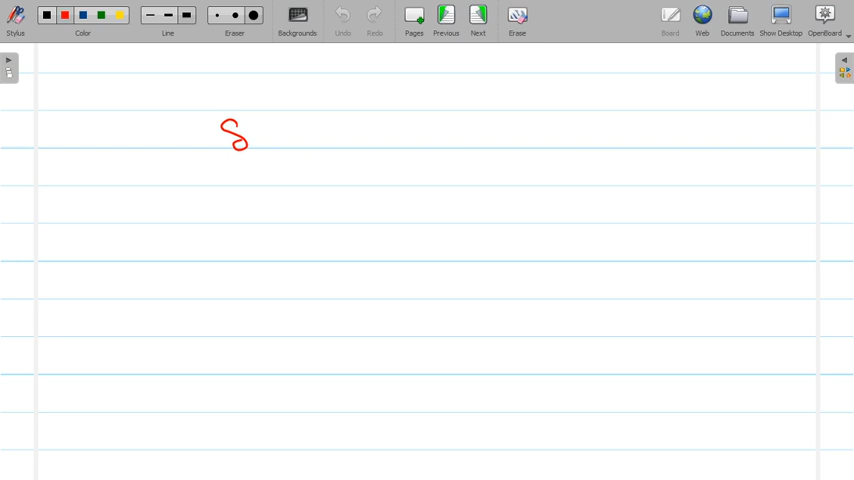 Stylus
Color
Line
Eraser
Backgrounds
Undo
Redo
Pages
Previous
Next
Erase
Board
Web
Documents
Show Desktop
OpenBoard
S